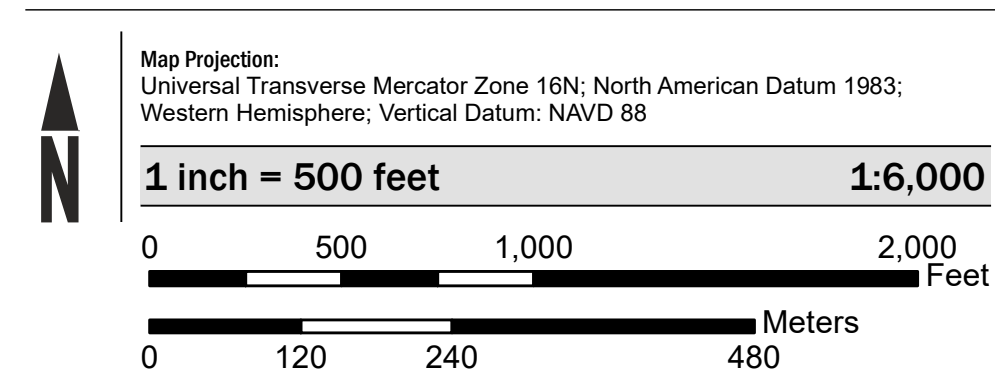 N
Map Projection:
Universal Transverse Mercator Zone 16N; North American Datum 1983;
Western Hemisphere; Vertical Datum: NAVD 88
1 inch = 500 feet 1:6,000
0 500 1,000 2,000
Feet
Meters
0 120 240 480